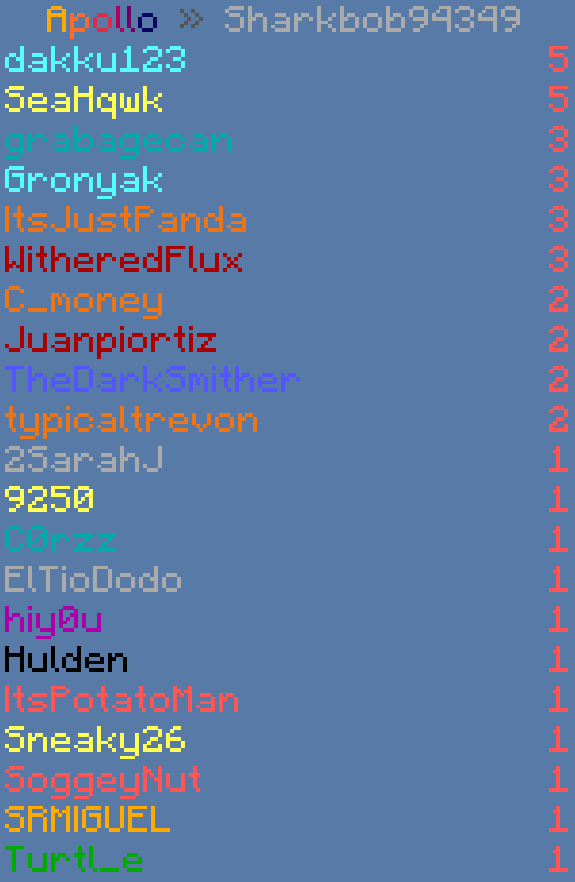 Apollo » Sharkbob94349
dakku123 5
SeaHqwk 5
grabageoan 3
Gronyak 3
ItsJustPanda 3
WitheredFlux 3
C_money 2
Juanpiortiz 2
TheDarkSmither 2
typicaltrevon 2
2SarahJ 1
9250 1
C0rzz 1
ElTioDodo 1
hiy0u 1
Hulden 1
ItsPotatoMan 1
Sneaky26 1
SoggeyNut 1
SRMIGUEL 1
Turtl_e 1